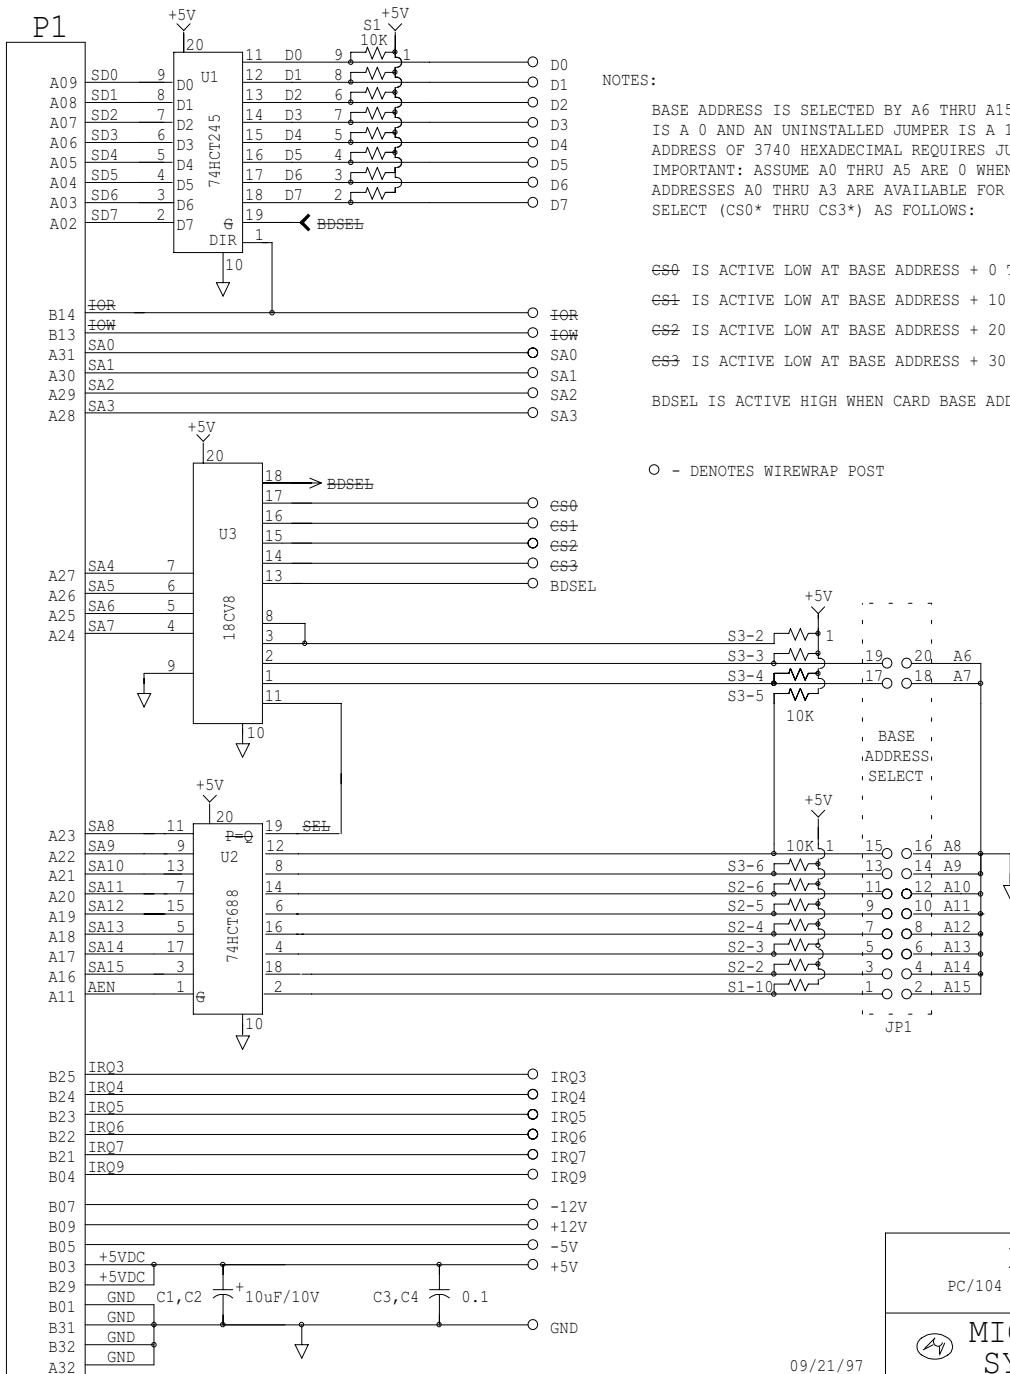 P1
+5V
20
U1
74HCT245
A09 SD0 9 D0 11 D0 9
A08 SD1 8 D1 12 D1 8
A07 SD2 7 D2 13 D2 6
A06 SD3 6 D3 14 D3 7
A05 SD4 5 D4 15 D4 5
A04 SD5 4 D5 16 D5 4
A03 SD6 3 D6 17 D6 3
A02 SD7 2 D7 18 D7 2
G 19 BDSEL
DIR 1
10
S1
10K
+5V
1
D0
D1
D2
D3
D4
D5
D6
D7
NOTES:
BASE ADDRESS IS SELECTED BY A6 THRU A15
IS A 0 AND AN UNINSTALLED JUMPER IS A 1
ADDRESS OF 3740 HEXADECIMAL REQUIRES
IMPORTANT: ASSUME A0 THRU A5 ARE 0 WHEN
ADDRESSES A0 THRU A3 ARE AVAILABLE FOR
SELECT (CS0* THRU CS3*) AS FOLLOWS:
CS0 IS ACTIVE LOW AT BASE ADDRESS + 0
CS1 IS ACTIVE LOW AT BASE ADDRESS + 10
CS2 IS ACTIVE LOW AT BASE ADDRESS + 20
CS3 IS ACTIVE LOW AT BASE ADDRESS + 30
BDSEL IS ACTIVE HIGH WHEN CARD BASE
- DENOTES WIREWRAP POST
B14 IOR IOR
B13 IOW IOW
A31 SA0 SA0
A30 SA1 SA1
A29 SA2 SA2
A28 SA3 SA3
+5V
20
U3
18CV8
18 BDSEL
17 CS0
16 CS1
15 CS2
14 CS3
13 BDSEL
A27 SA4 7
A26 SA5 6
A25 SA6 5
A24 SA7 4
9
8
3
2
1
11
10
+5V
S3-2 1
S3-3 19 20 A6
S3-4 17 18 A7
S3-5
10K
BASE
ADDRESS
SELECT
+5V
20
P=Q
U2
74HCT688
19 SEL
+5V
10K 1
A23 SA8 11
A22 SA9 9 12 15 16 A8
A21 SA10 13 8 S3-6 13 14 A9
A20 SA11 7 14 S2-6 11 12 A10
A19 SA12 15 6 S2-5 9 10 A11
A18 SA13 5 16 S2-4 7 8 A12
A17 SA14 17 4 S2-3 5 6 A13
A16 SA15 3 18 S2-2 3 4 A14
A11 AEN 1 G 2 S1-10 1 2 A15
10
JP1
B25 IRQ3 IRQ3
B24 IRQ4 IRQ4
B23 IRQ5 IRQ5
B22 IRQ6 IRQ6
B21 IRQ7 IRQ7
B04 IRQ9 IRQ9
B07 -12V
B09 +12V
B05 -5V
B03 +5VDC +5V
B29 +5VDC
B01 GND C1,C2 + 10uF/10V C3,C4 0.1
B31 GND GND
B32 GND
A32 GND
09/21/97
PC/104